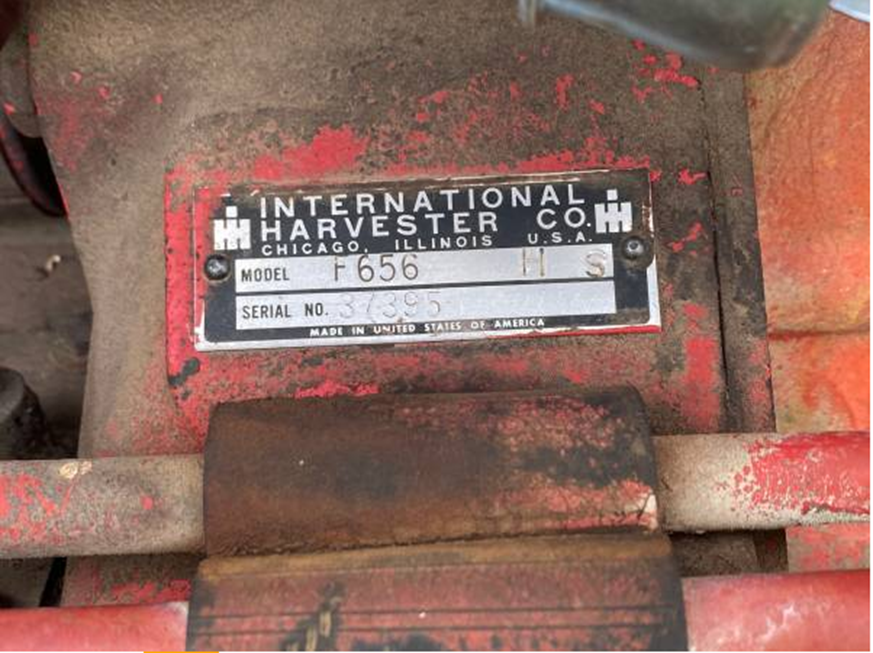 INTERNATIONAL
HARVESTER CO.
CHICAGO, ILLINOIS U.S.A.
MODEL F656 H S
SERIAL NO. 37395
MADE IN UNITED STATES OF AMERICA